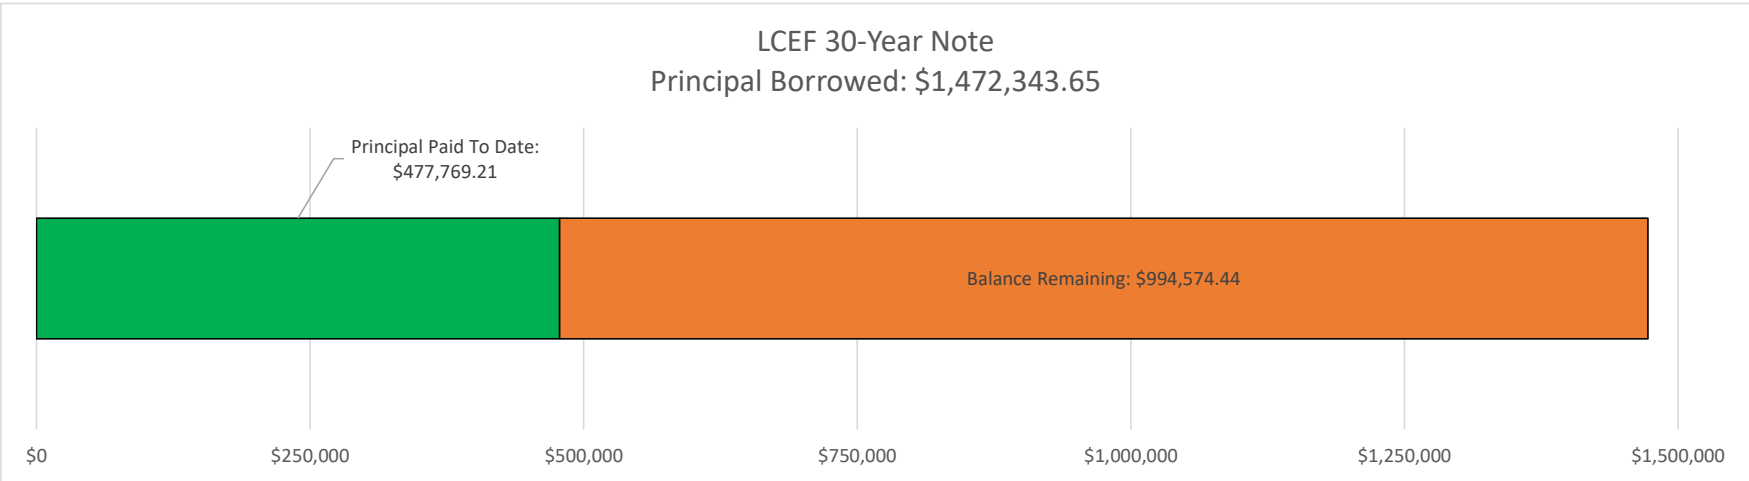 LCEF 30-Year Note
Principal Borrowed: $1,472,343.65
Principal Paid To Date:
$477,769.21
Balance Remaining: $994,574.44
$0
$250,000
$500,000
$750,000
$1,000,000
$1,250,000
$1,500,000